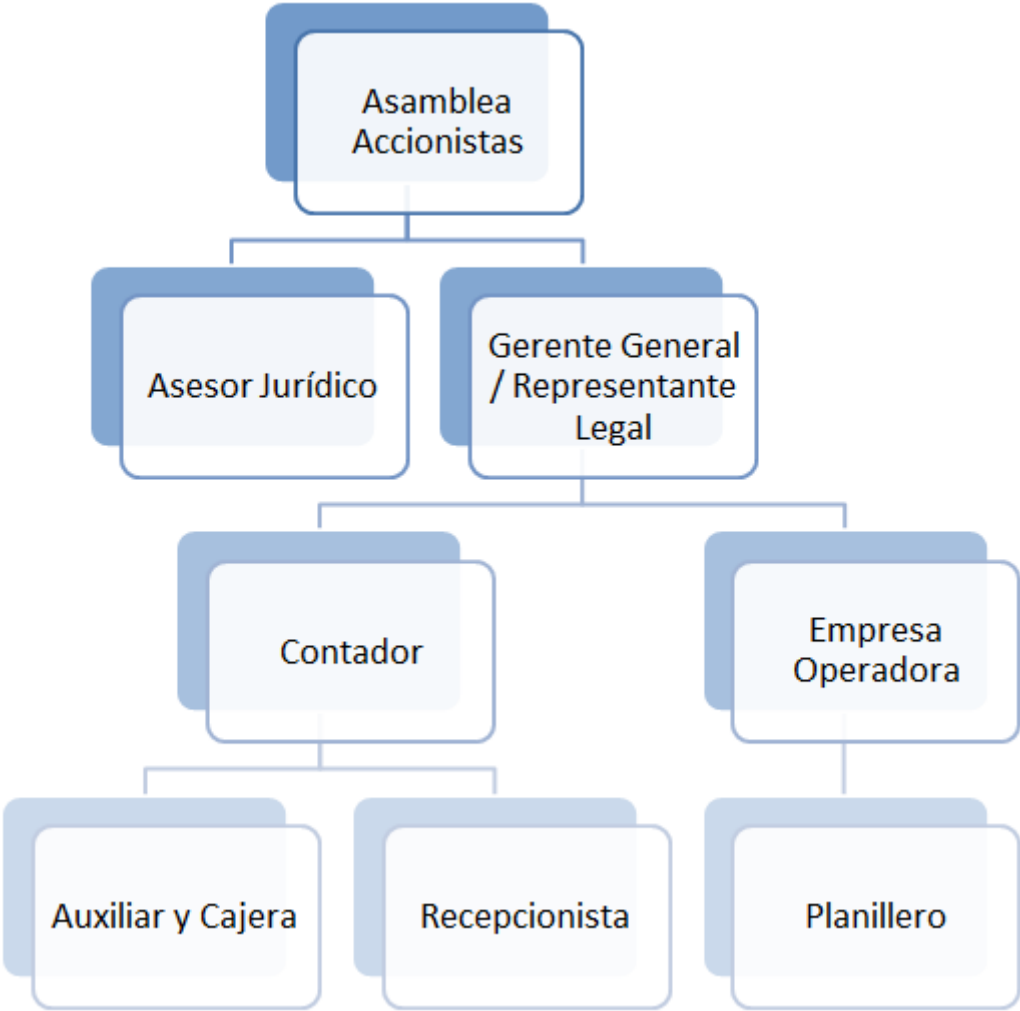 Asamblea
Accionistas
Asesor Jurídico
Gerente General
/ Representante
Legal
Contador
Empresa
Operadora
Auxiliar y Cajera
Recepcionista
Planillero